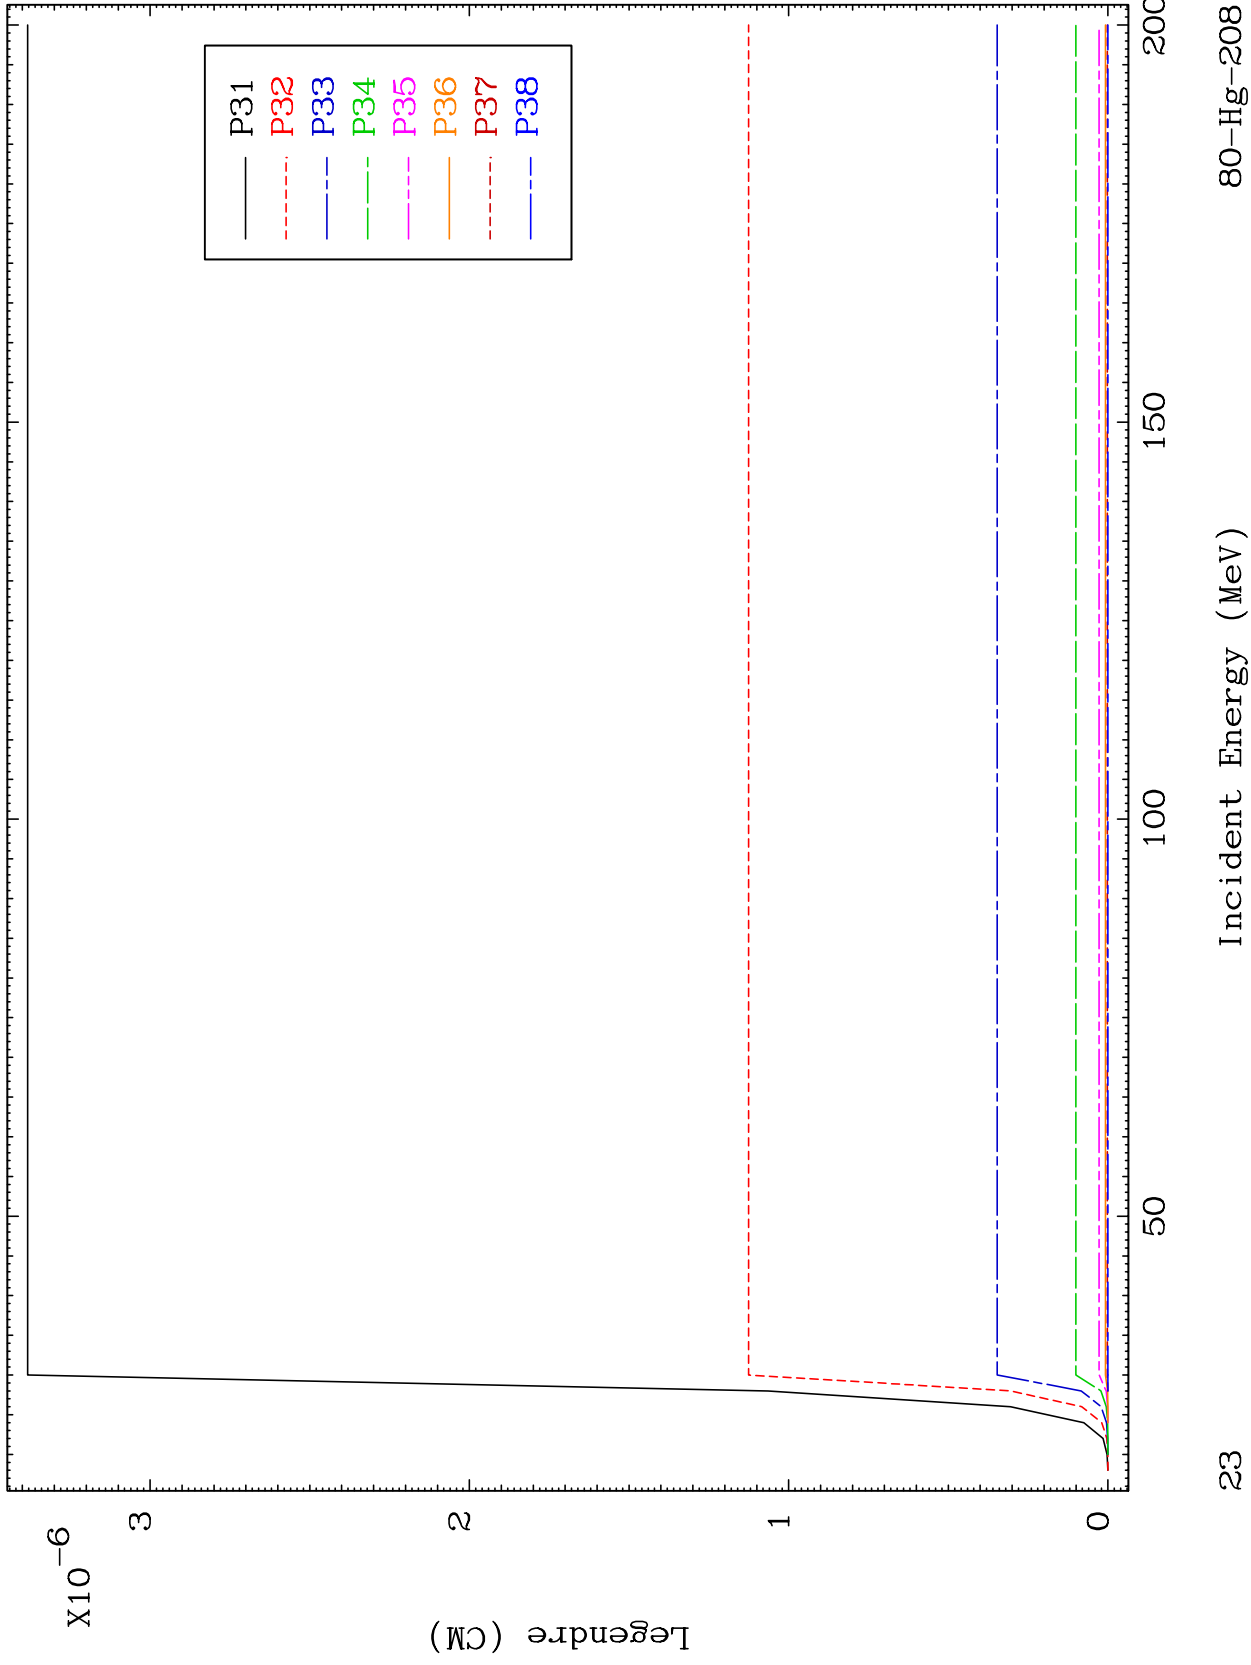 X10-6
3
2
1
0
Legendre (CM)
P31
P32
P33
P34
P35
P36
P37
P38
50
100
150
200
Incident Energy (MeV)
23
80-Hg-208